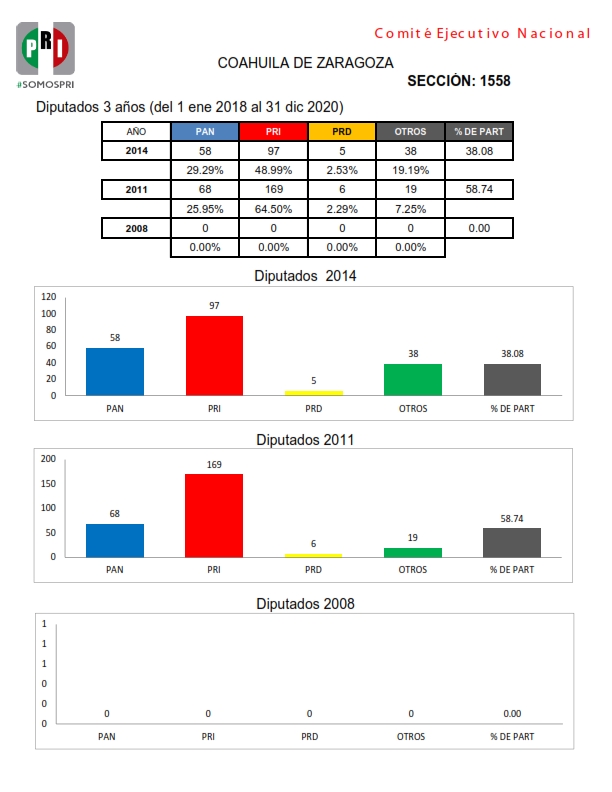 Comité Ejecutivo Nacional
PRI
#SOMOSPRI
COAHUILA DE ZARAGOZA
SECCIÓN: 1558
Diputados 3 años (del 1 ene 2018 al 31 dic 2020)
AÑO PAN PRI PRD OTROS % DE PART
2014 58 97 5 38 38.08
29.29% 48.99% 2.53% 19.19%
2011 68 169 6 19 58.74
25.95% 64.50% 2.29% 7.25%
2008 0 0 0 0 0.00
0.00% 0.00% 0.00% 0.00%
Diputados 2014
120
100
80
60
40
20
0
58 97 5 38 38.08
PAN PRI PRD OTROS % DE PART
Diputados 2011
200
150
100
50
0
68 169 6 19 58.74
PAN PRI PRD OTROS % DE PART
Diputados 2008
1
1
1
0
0
0
0 0 0 0 0.00
PAN PRI PRD OTROS % DE PART